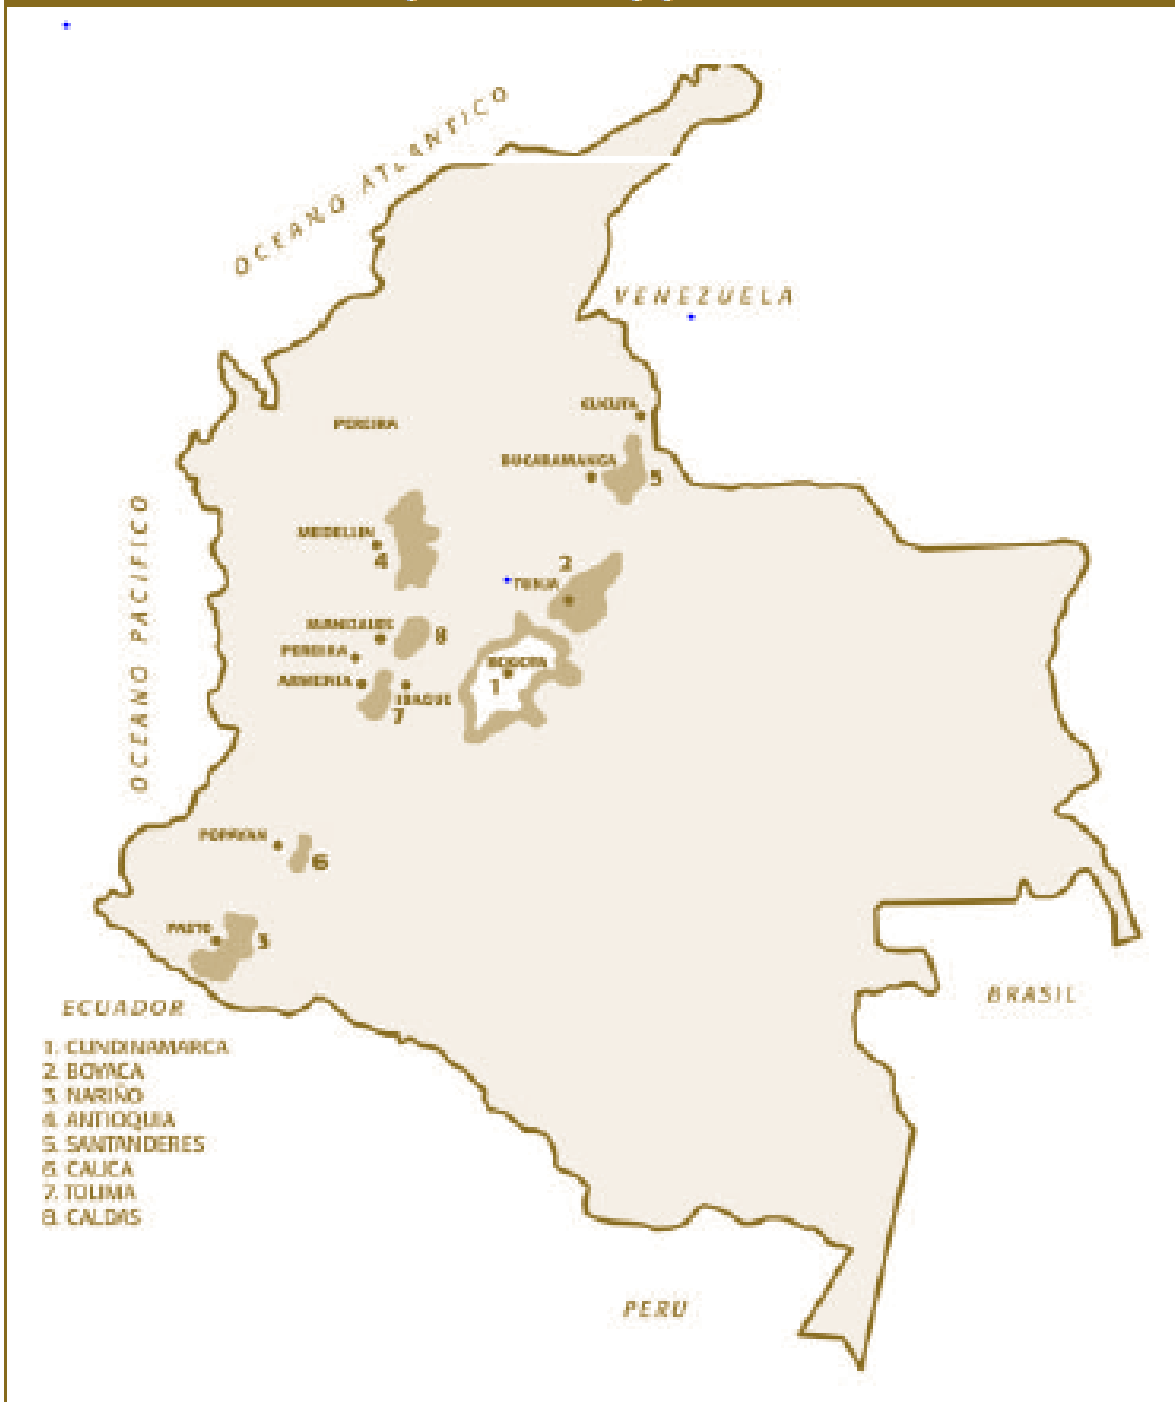 OCEANO ATLANTICO
VENEZUELA
CUCUTA
PEREIRA
BUCARAMANGA
5
OCEANO PACIFICO
MEDELLIN
4
2
TUNJA
MANIZALES
8
PEREIRA
BOGOTA
1
ARMENIA
IBAGUE
7
POPAYAN
6
PASTO
3
BRASIL
ECUADOR
1. CUNDINAMARCA
2. BOYACA
3. NARIÑO
4. ANTIOQUIA
5. SANTANDERES
6. CAUCA
7. TOLIMA
8. CALDAS
PERU